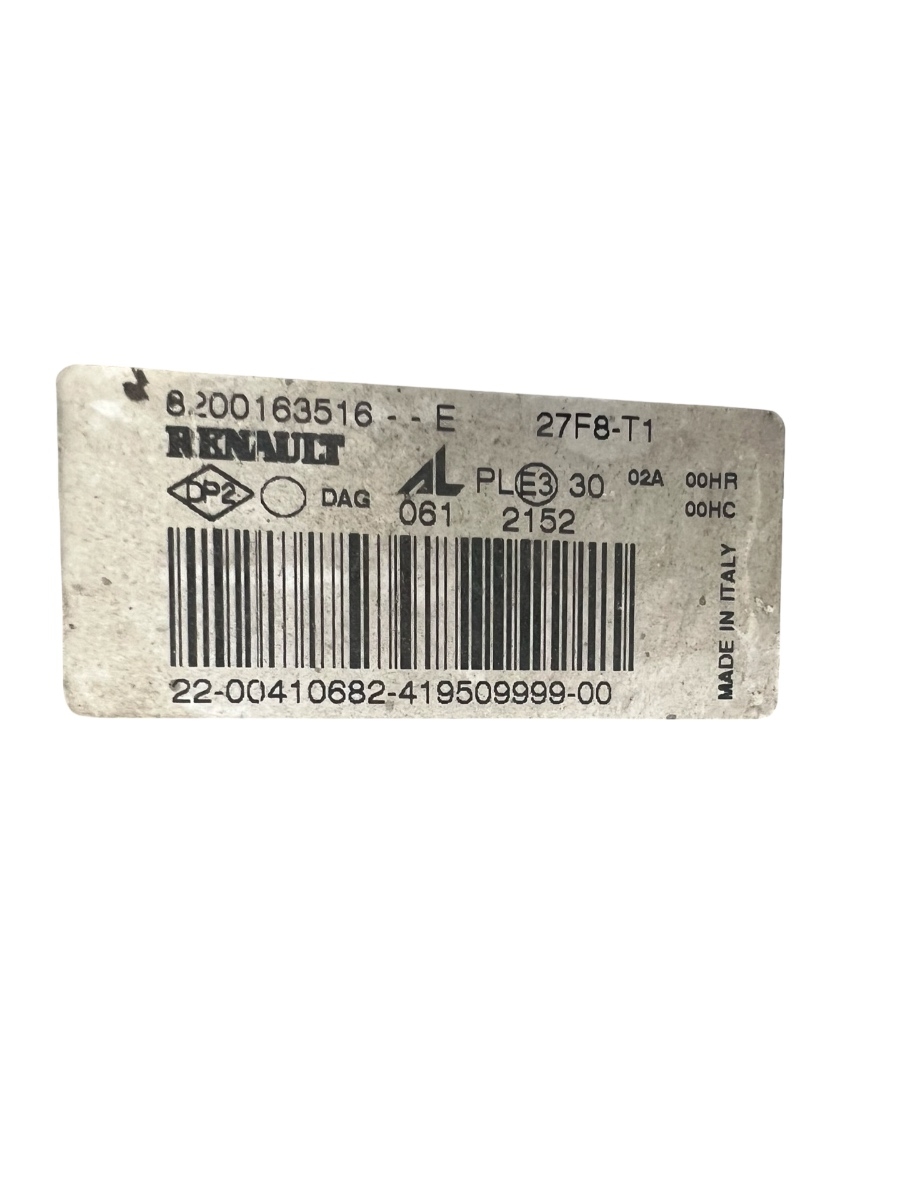 8200163516 - - E 27F8-T1
RENAULT
DP2 DAG AL PL E3 30 02A 00HR
061 2152 00HC
22-00410682-419509999-00
MADE IN ITALY